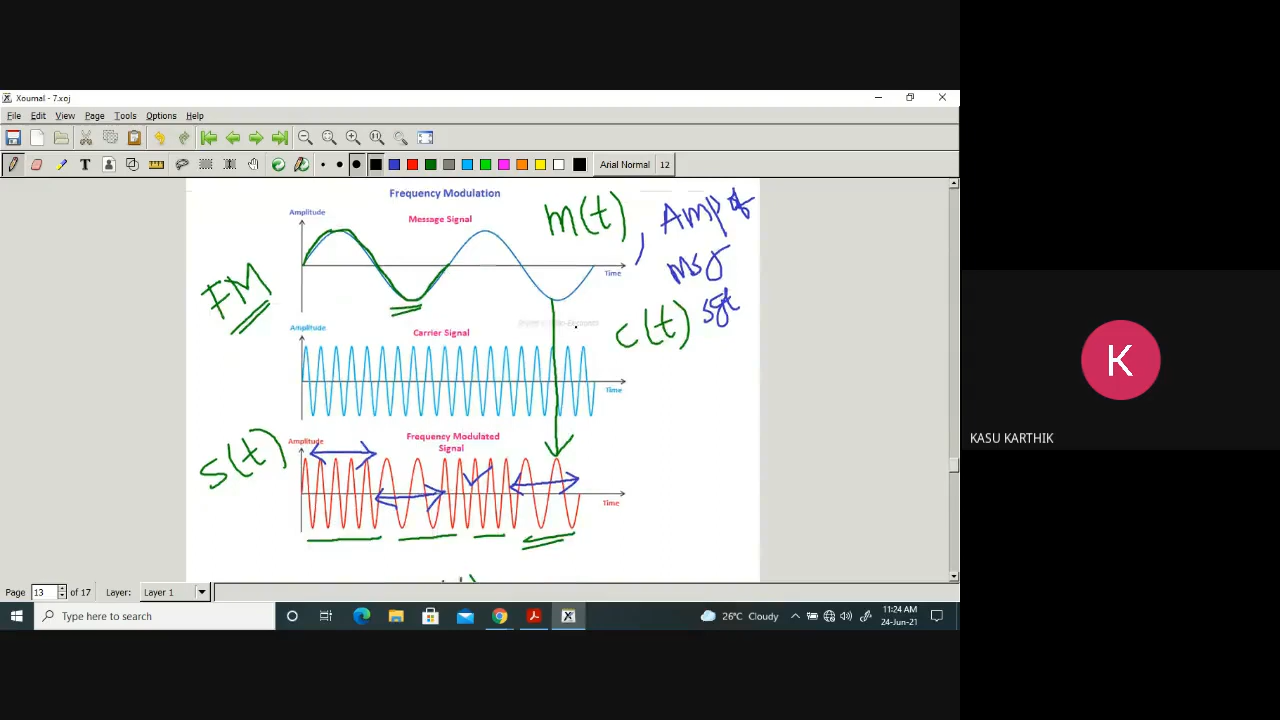 Xournal - 7.xoj
File Edit View Page Tools Options Help
Arial Normal 12
Frequency Modulation
Amplitude
Message Signal
m(t)
, Amp of
msg
sgl
Time
FM
Amplitude
Carrier Signal
c(t)
Time
Amplitude
Frequency Modulated
Signal
s(t)
Time
Page 13 of 17 Layer: Layer 1
Type here to search
26°C Cloudy
11:24 AM
24-Jun-21
K
KASU KARTHIK